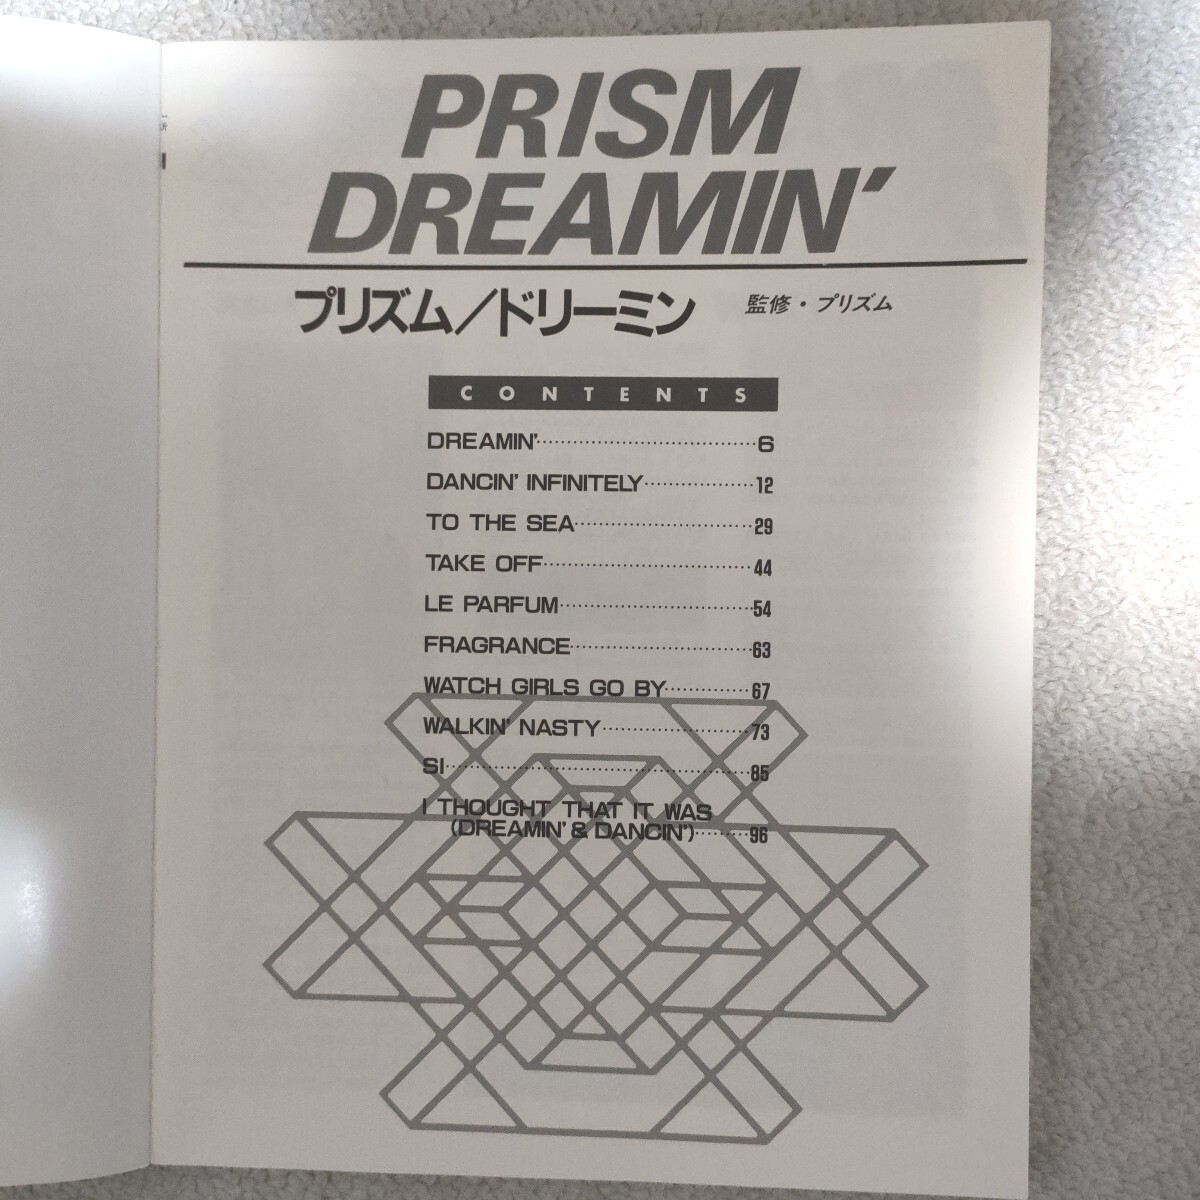 PRISM
DREAMIN'
プリズム／ドリーミン 監修・プリズム
CONTENTS
DREAMIN'································6
DANCIN' INFINITELY·················12
TO THE SEA····························29
TAKE OFF·································44
LE PARFUM·······························54
FRAGRANCE·····························63
WATCH GIRLS GO BY··············67
WALKIN' NASTY························73
SI················································85
I THOUGHT THAT IT WAS
(DREAMIN' & DANCIN')·········96